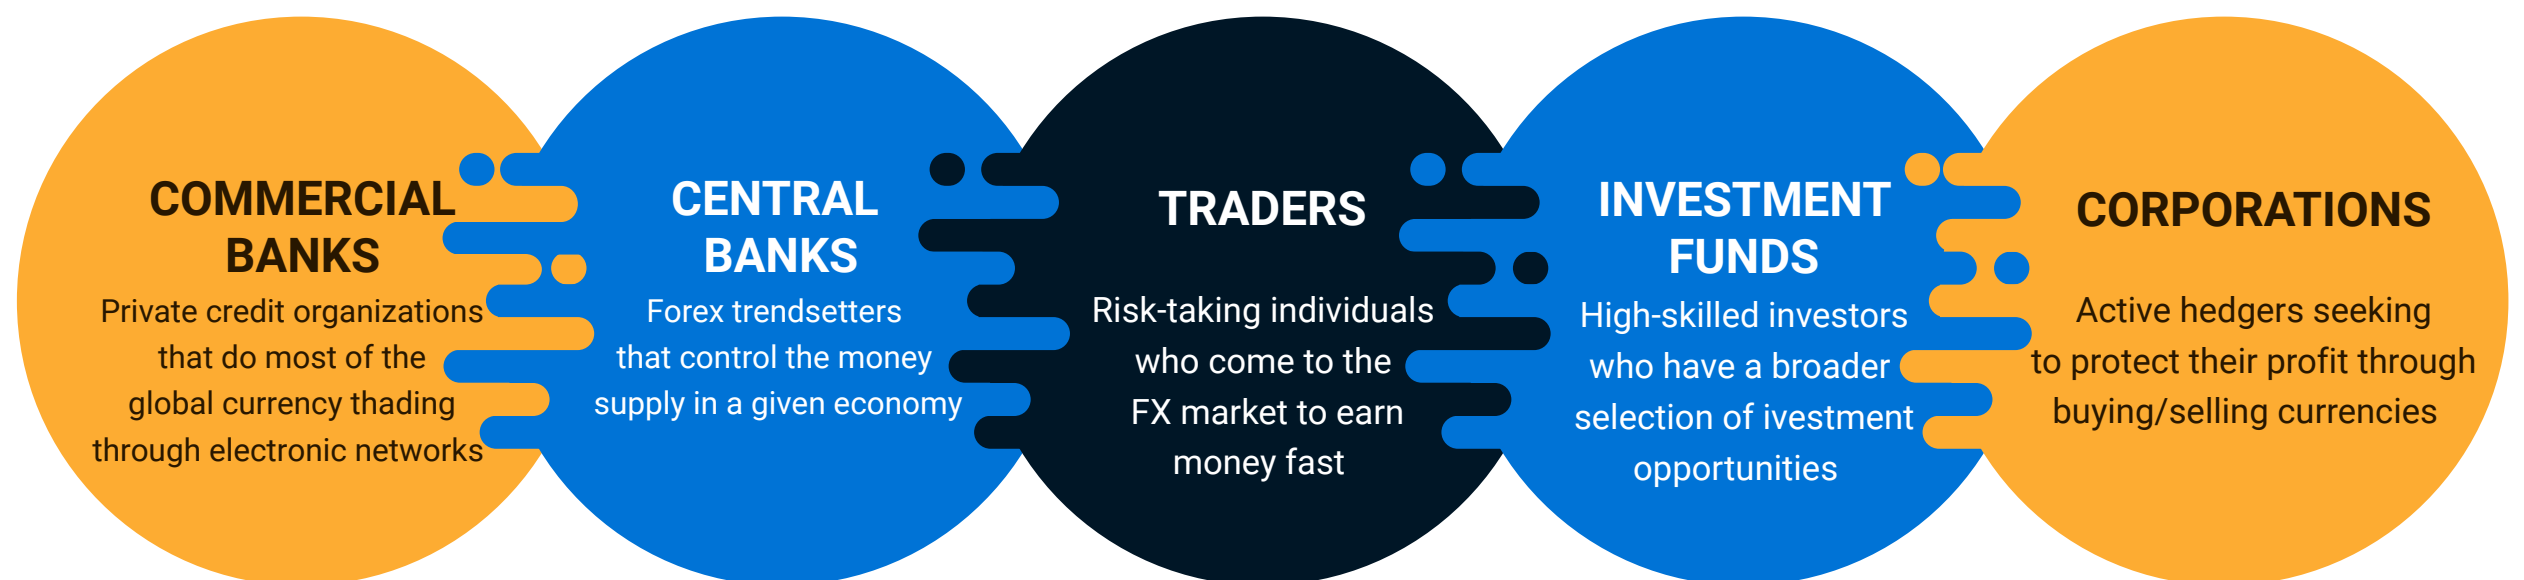 COMMERCIAL
BANKS
Private credit organizations
that do most of the
global currency thading
through electronic networks
CENTRAL
BANKS
Forex trendsetters
that control the money
supply in a given economy
TRADERS
Risk-taking individuals
who come to the
FX market to earn
money fast
INVESTMENT
FUNDS
High-skilled investors
who have a broader
selection of ivestment
opportunities
CORPORATIONS
Active hedgers seeking
to protect their profit through
buying/selling currencies